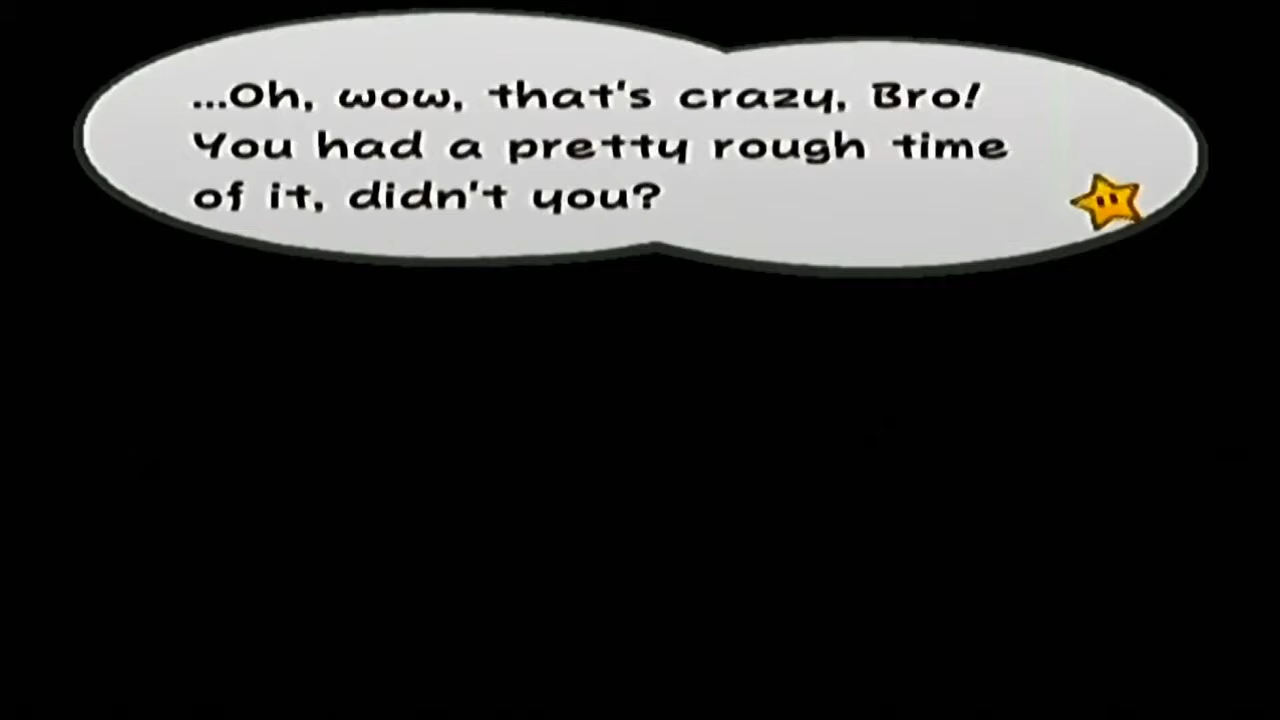 ...Oh, wow, that's crazy, Bro!
You had a pretty rough time
of it, didn't you?